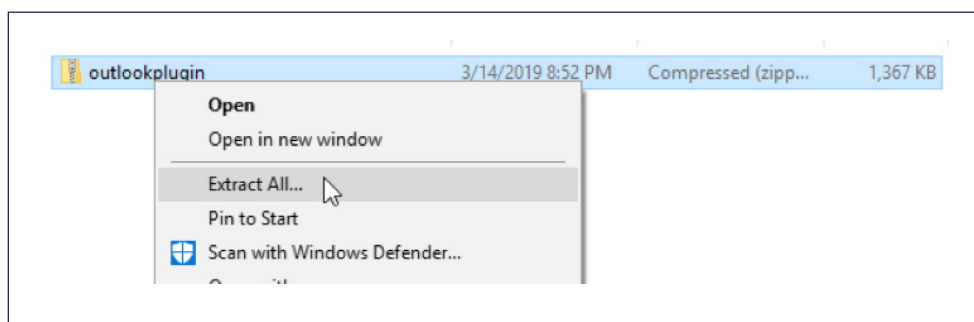 outlookplugin 3/14/2019 8:52 PM Compressed (zipp... 1,367 KB
Open
Open in new window
Extract All...
Pin to Start
Scan with Windows Defender...